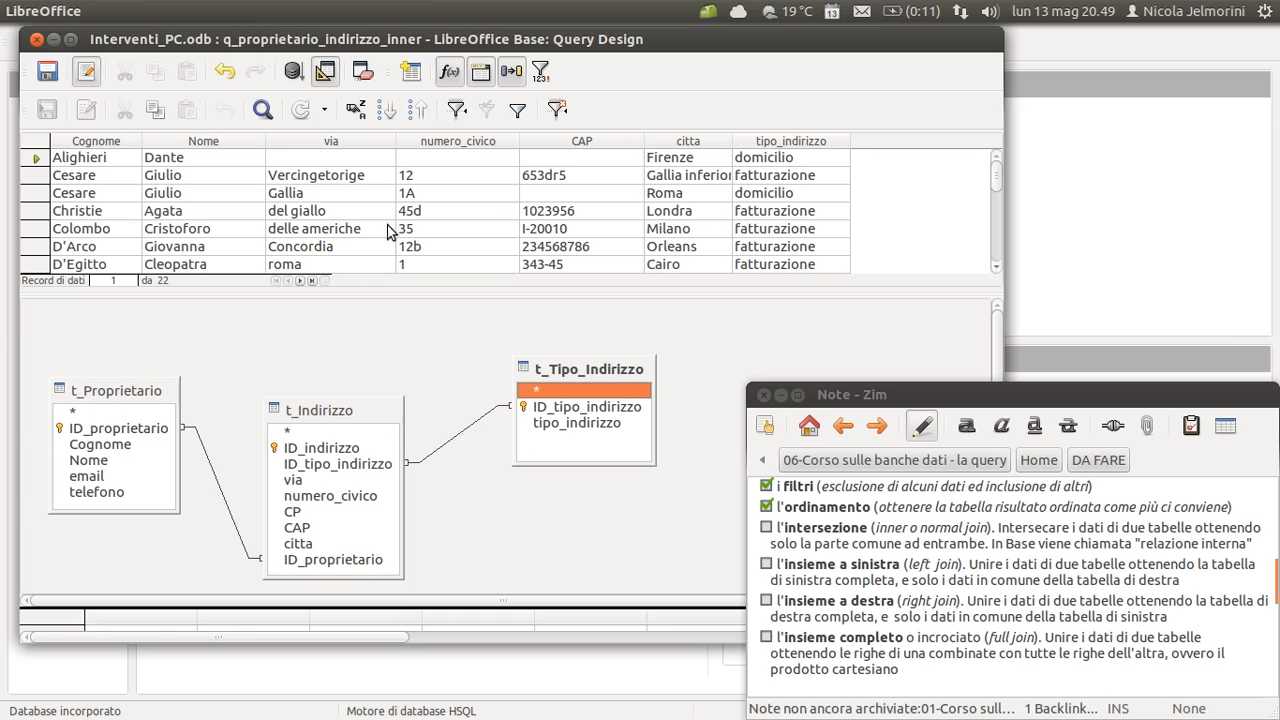 LibreOffice 19 °C 13 (0:11) lun 13 mag 20.49 Nicola Jelmorini
Interventi_PC.odb : q_proprietario_indirizzo_inner - LibreOffice Base: Query Design
Cognome Nome via numero_civico CAP citta tipo_indirizzo
Alighieri Dante Firenze domicilio
Cesare Giulio Vercingetorige 12 653dr5 Gallia inferior fatturazione
Cesare Giulio Gallia 1A Roma domicilio
Christie Agata del giallo 45d 1023956 Londra fatturazione
Colombo Cristoforo delle americhe 35 I-20010 Milano fatturazione
D'Arco Giovanna Concordia 12b 234568786 Orleans fatturazione
D'Egitto Cleopatra roma 1 343-45 Cairo fatturazione
Record di dati 1 da 22
t_Proprietario
*
ID_proprietario
Cognome
Nome
email
telefono
t_Indirizzo
*
ID_indirizzo
ID_tipo_indirizzo
via
numero_civico
CP
CAP
citta
ID_proprietario
t_Tipo_Indirizzo
*
ID_tipo_indirizzo
tipo_indirizzo
Note - Zim
06-Corso sulle banche dati - la query Home DA FARE
i filtri (esclusione di alcuni dati ed inclusione di altri)
l'ordinamento (ottenere la tabella risultato ordinata come più ci conviene)
l'intersezione (inner o normal join). Intersecare i dati di due tabelle ottenendo
solo la parte comune ad entrambe. In Base viene chiamata "relazione interna"
l'insieme a sinistra (left join). Unire i dati di due tabelle ottenendo la tabella
di sinistra completa, e solo i dati in comune della tabella di destra
l'insieme a destra (right join). Unire i dati di due tabelle ottenendo la tabella di
destra completa, e solo i dati in comune della tabella di sinistra
l'insieme completo o incrociato (full join). Unire i dati di due tabelle
ottenendo le righe di una combinate con tutte le righe dell'altra, ovvero il
prodotto cartesiano
Note non ancora archiviate:01-Corso sull... 1 Backlink... INS None
Database incorporato Motore di database HSQL